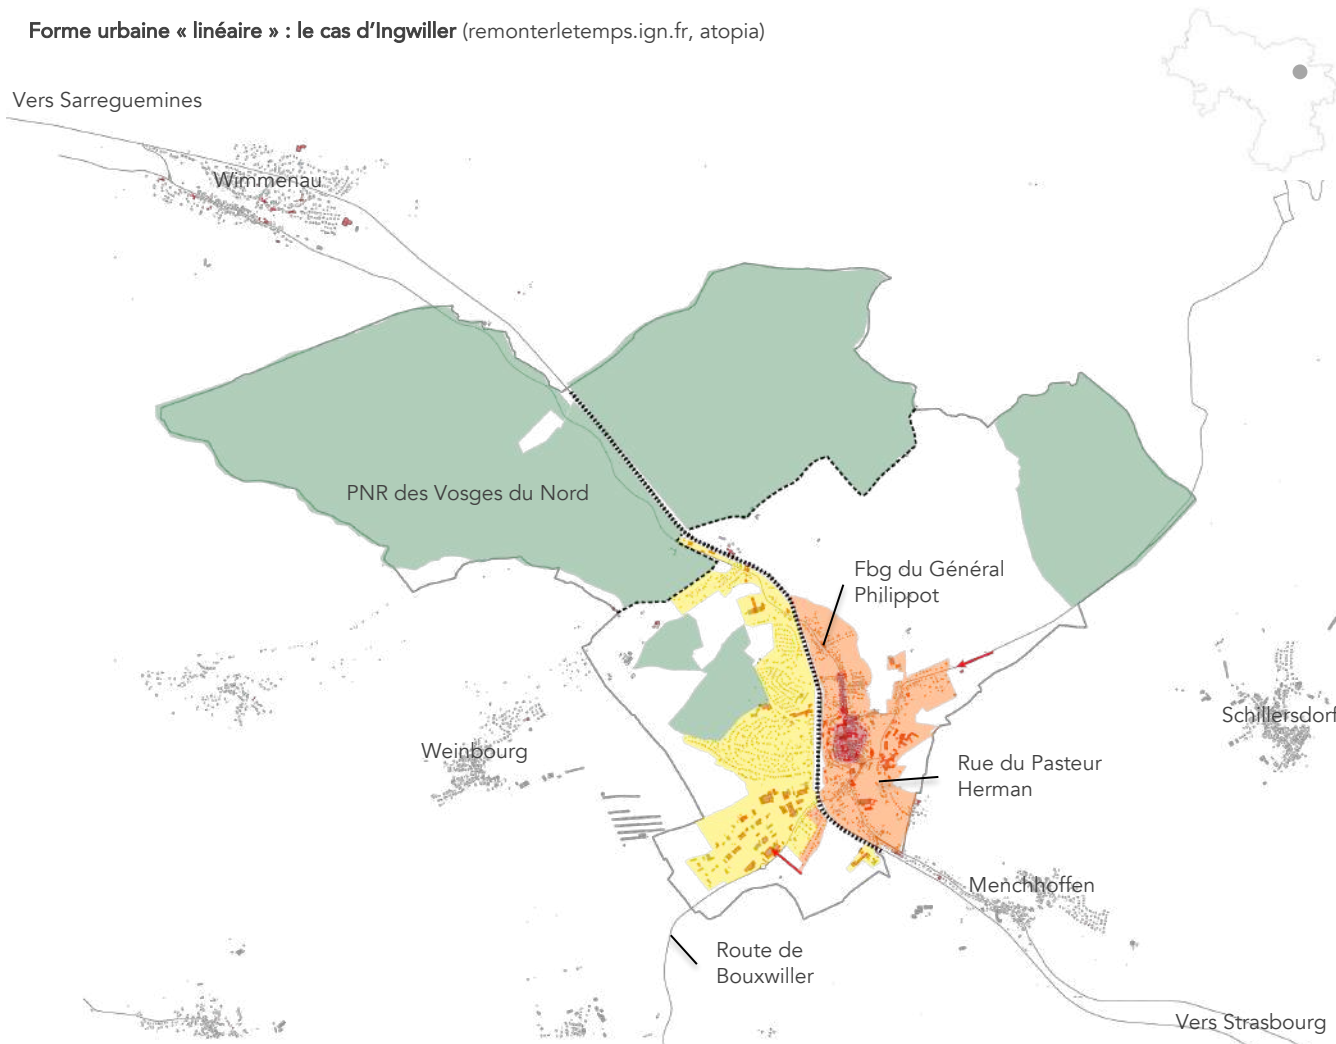 Forme urbaine « linéaire » : le cas d'Ingwiller (remonterletemps.ign.fr, atopia)
Vers Sarreguemines
Wimmenau
PNR des Vosges du Nord
Fbg du Général
Philippot
Schillersdorf
Weinbourg
Rue du Pasteur
Herman
Menchhoffen
Route de
Bouxwiller
Vers Strasbourg